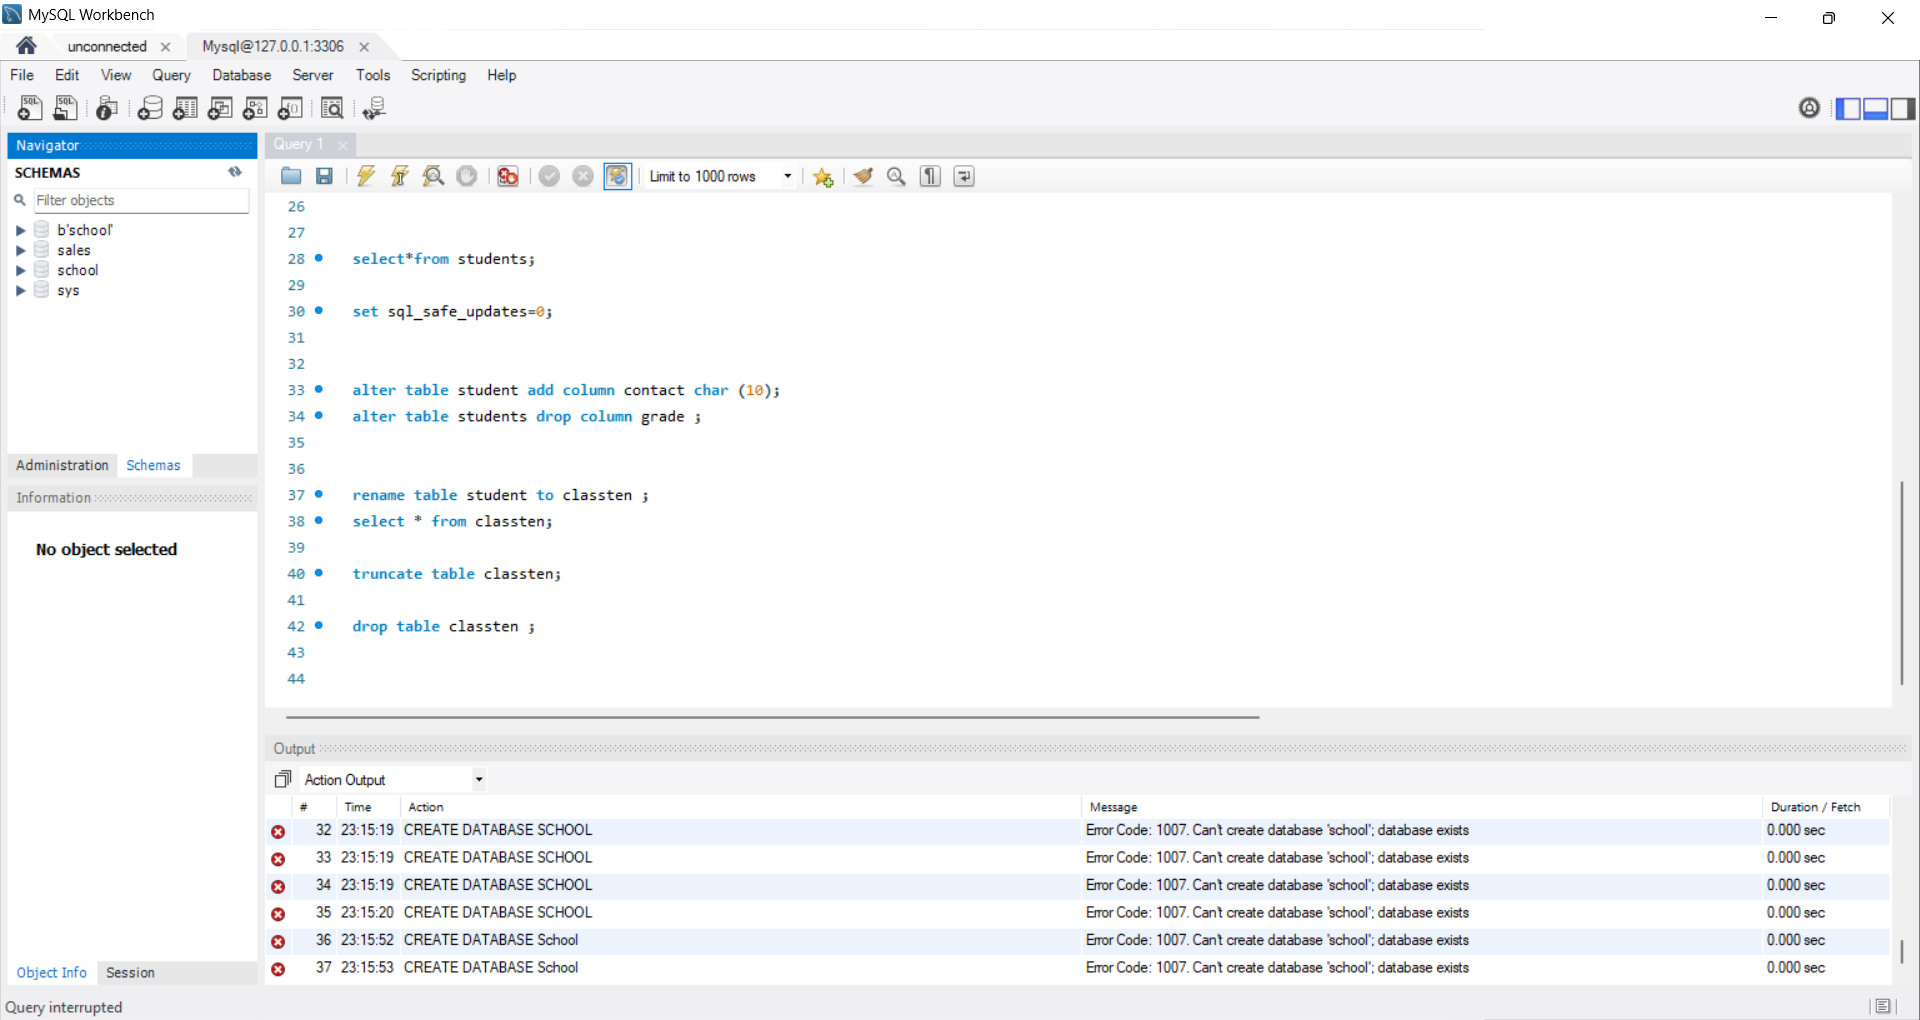 MySQL Workbench
unconnected
Mysql@127.0.0.1:3306
File Edit View Query Database Server Tools Scripting Help
Navigator
SCHEMAS
Filter objects
b'school'
sales
school
sys
Administration Schemas
Information
No object selected
Object Info Session
Query 1
Limit to 1000 rows
26
27
28 select*from students;
29
30 set sql_safe_updates=0;
31
32
33 alter table student add column contact char (10);
34 alter table students drop column grade ;
35
36
37 rename table student to classten ;
38 select * from classten;
39
40 truncate table classten;
41
42 drop table classten ;
43
44
Output
Action Output
# Time Action Message Duration / Fetch
32 23:15:19 CREATE DATABASE SCHOOL Error Code: 1007. Can't create database 'school'; database exists 0.000 sec
33 23:15:19 CREATE DATABASE SCHOOL Error Code: 1007. Can't create database 'school'; database exists 0.000 sec
34 23:15:19 CREATE DATABASE SCHOOL Error Code: 1007. Can't create database 'school'; database exists 0.000 sec
35 23:15:20 CREATE DATABASE SCHOOL Error Code: 1007. Can't create database 'school'; database exists 0.000 sec
36 23:15:52 CREATE DATABASE School Error Code: 1007. Can't create database 'school'; database exists 0.000 sec
37 23:15:53 CREATE DATABASE School Error Code: 1007. Can't create database 'school'; database exists 0.000 sec
Query interrupted